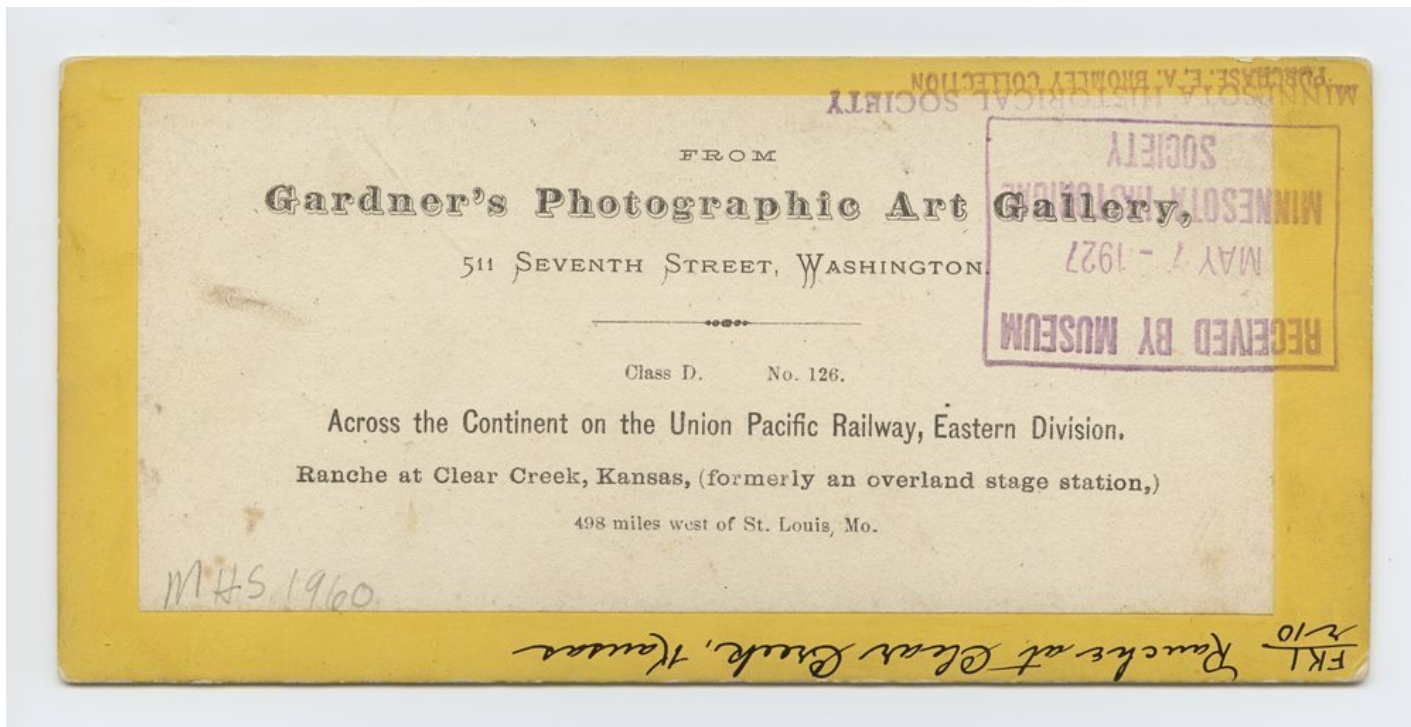 FROM
Gardner's Photographic Art Gallery,
511 SEVENTH STREET, WASHINGTON.
Class D. No. 126.
Across the Continent on the Union Pacific Railway, Eastern Division.
Ranche at Clear Creek, Kansas, (formerly an overland stage station,)
498 miles west of St. Louis, Mo.
MHS 1960
RECEIVED BY MUSEUM
MAY 7 - 1927
MINNESOTA HISTORICAL
SOCIETY
MINNESOTA HISTORICAL SOCIETY
PURCHASE. E. A. BROMLEY COLLECTION
FK1
r10
Ranche at Clear Creek, Kansas